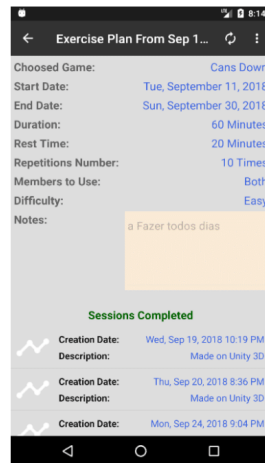 8:14
Exercise Plan From Sep 1...
Choosed Game: Cans Down
Start Date: Tue, September 11, 2018
End Date: Sun, September 30, 2018
Duration: 60 Minutes
Rest Time: 20 Minutes
Repetitions Number: 10 Times
Members to Use: Both
Difficulty: Easy
Notes:
a Fazer todos dias
Sessions Completed
Creation Date: Wed, Sep 19, 2018 10:19 PM
Description: Made on Unity 3D
Creation Date: Thu, Sep 20, 2018 8:36 PM
Description: Made on Unity 3D
Creation Date: Mon, Sep 24, 2018 9:04 PM